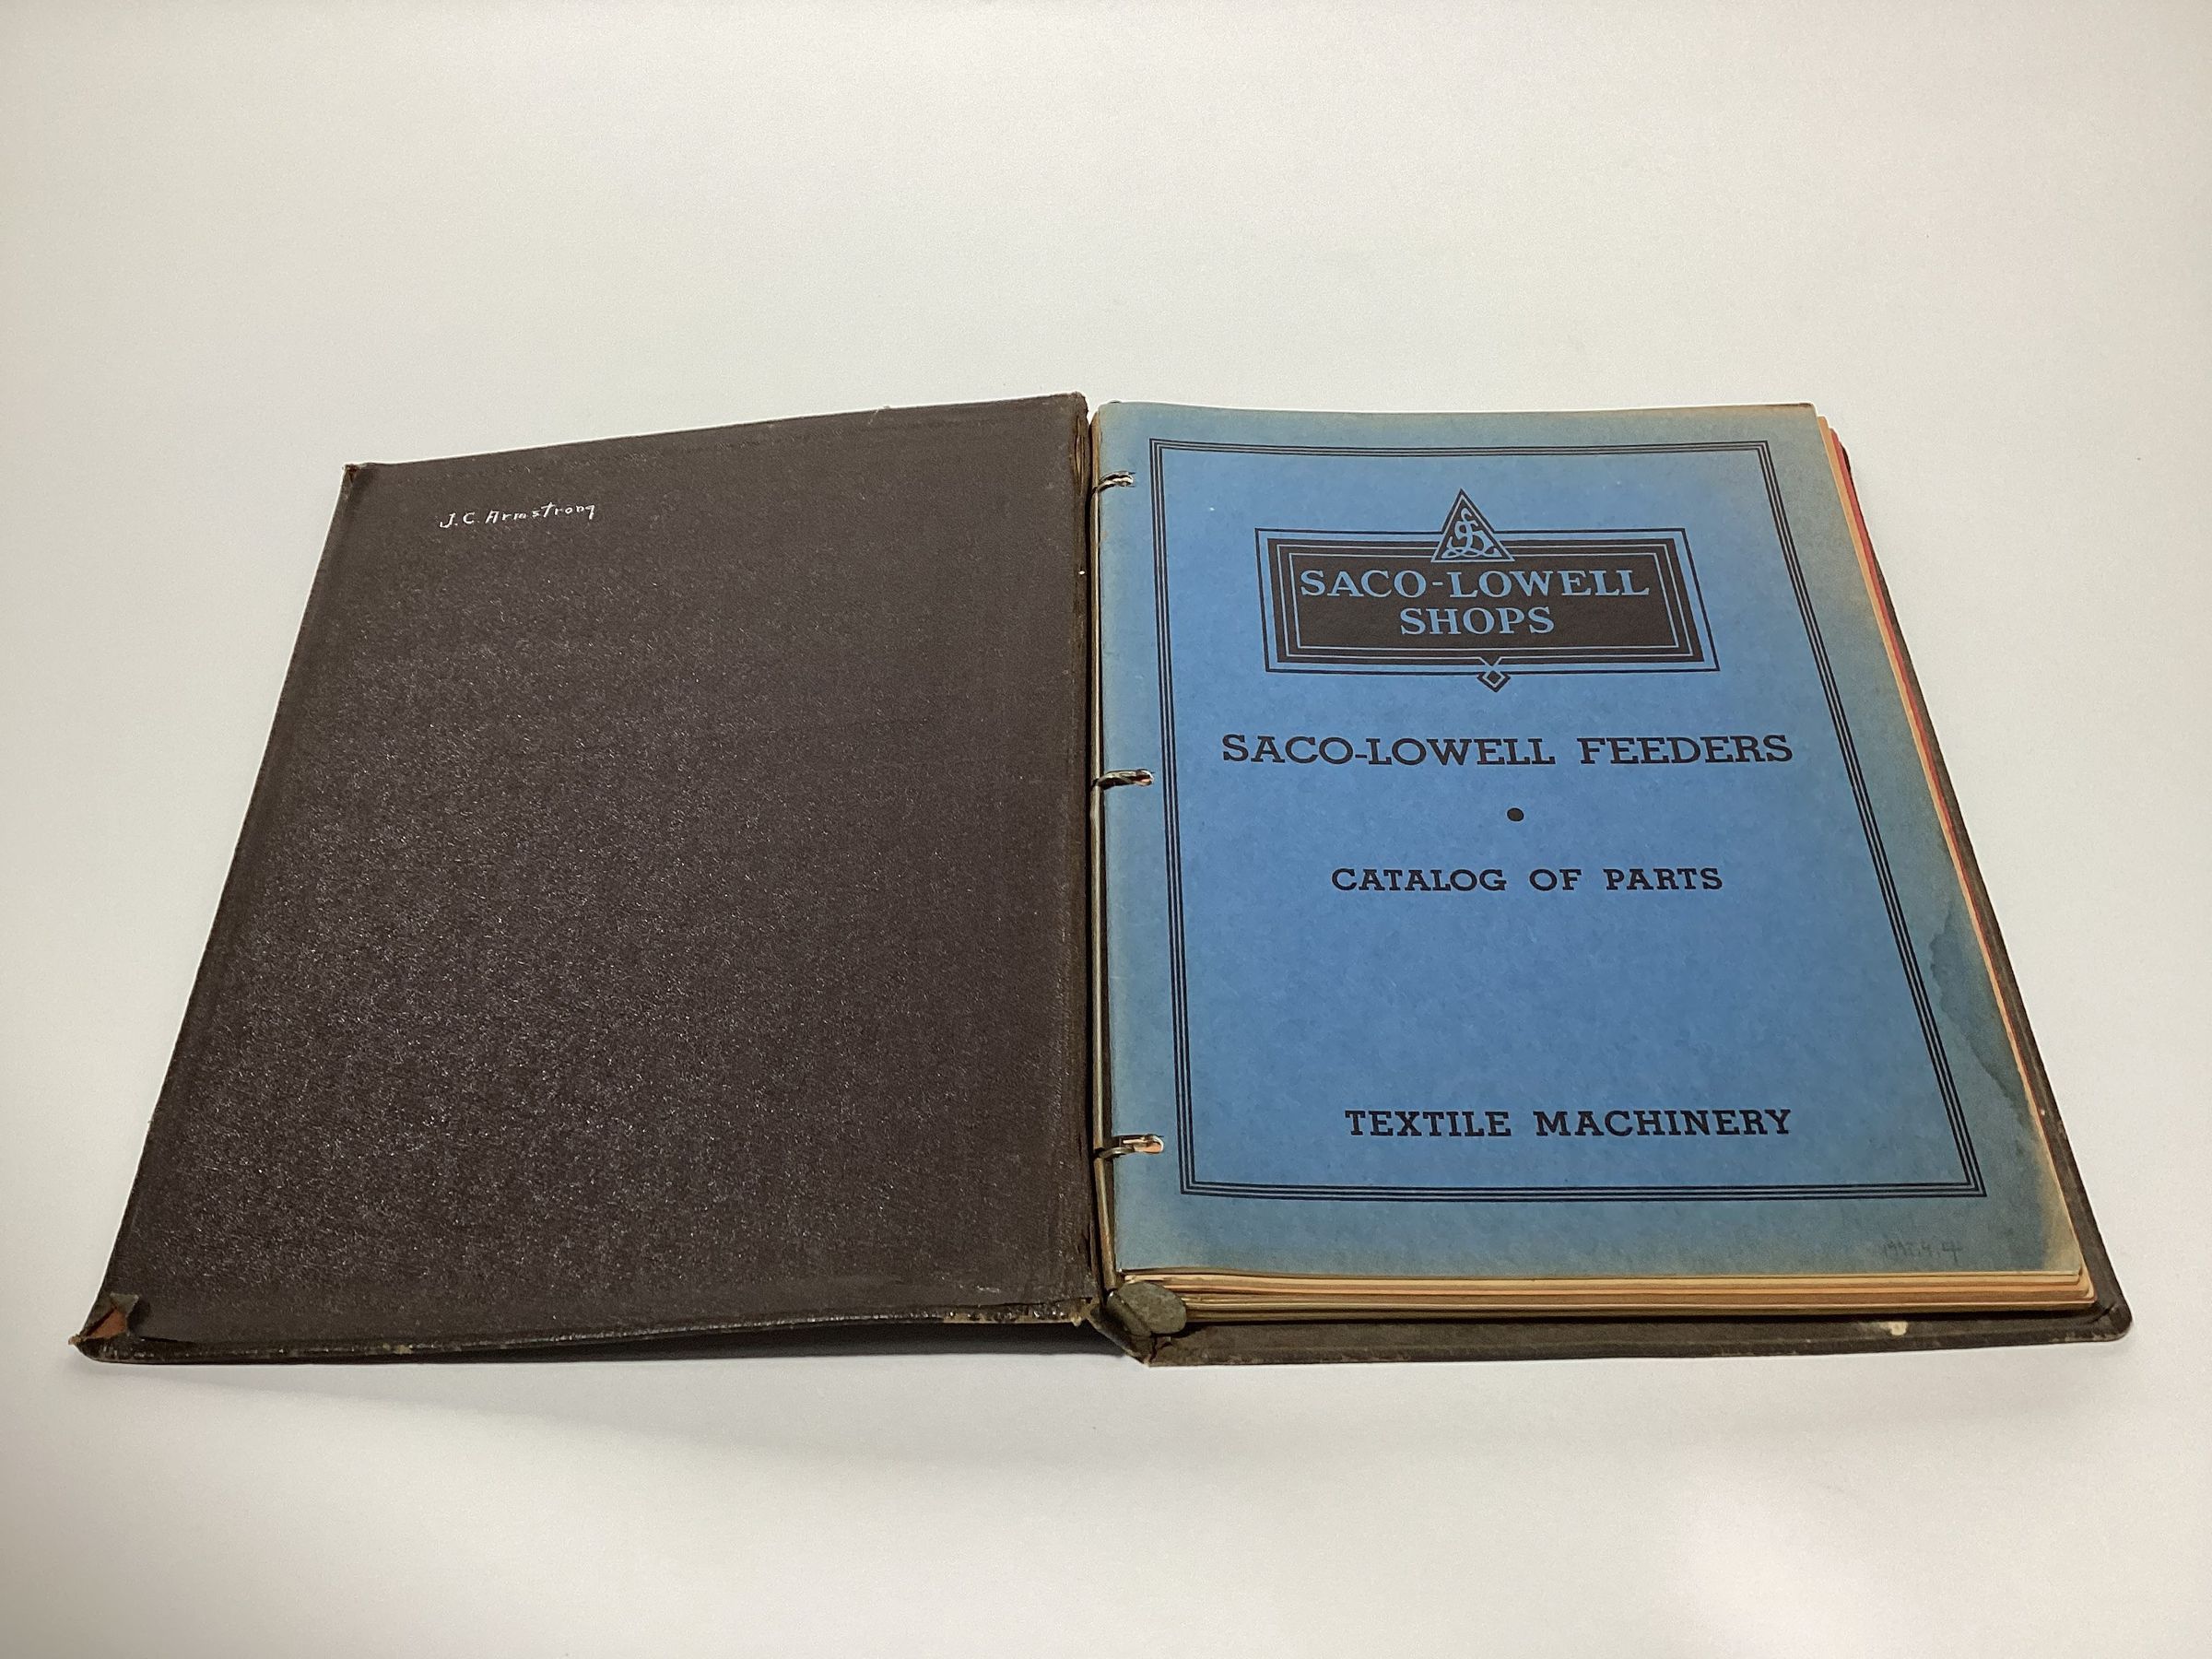 J.C. Armstrong
SACO-LOWELL
SHOPS
SACO-LOWELL FEEDERS
•
CATALOG OF PARTS
TEXTILE MACHINERY